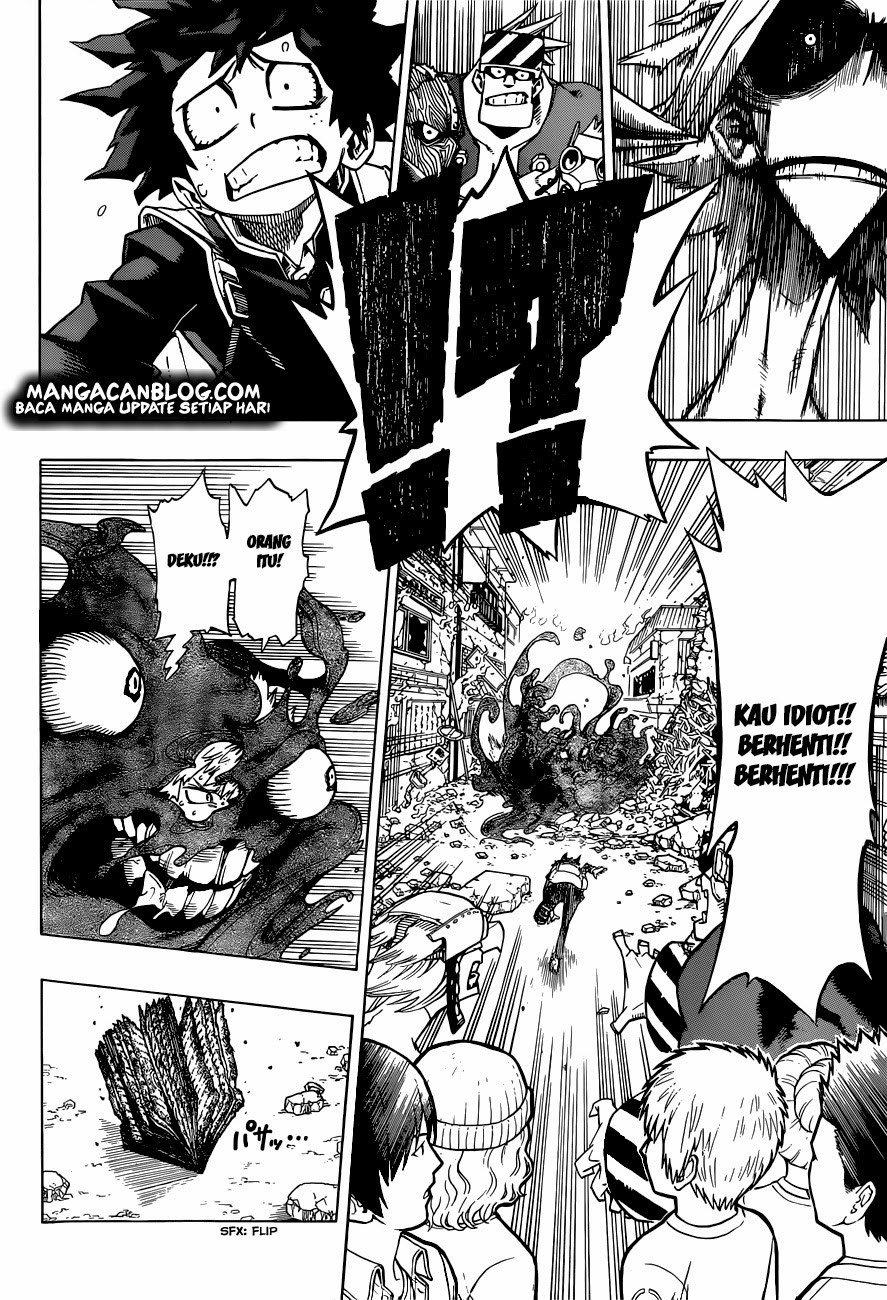 !?
MANGACANBLOG.COM
BACA MANGA UPDATE SETIAP HARI
KAU IDIOT!!
BERHENTI!!
BERHENTI!!!
ORANG
ITU!
DEKU!!?
パサッ…
SFX: FLIP